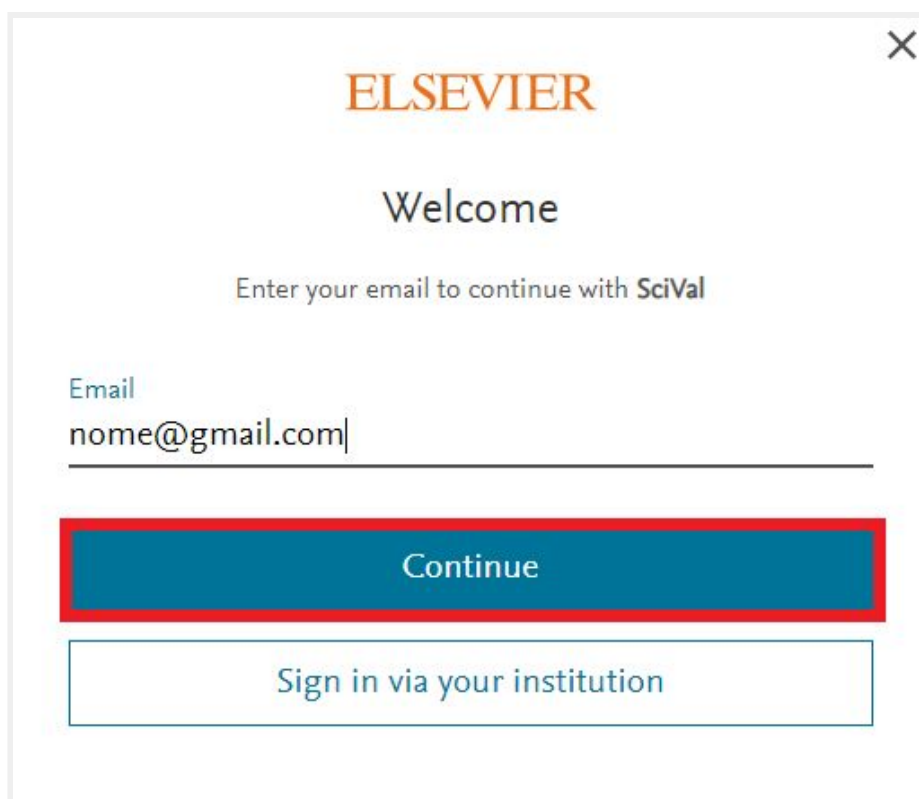 ELSEVIER
Welcome
Enter your email to continue with SciVal
Email
nome@gmail.com
Continue
Sign in via your institution